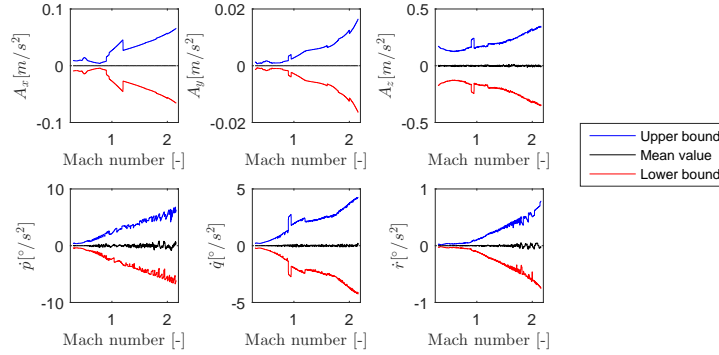 0.1
0
-0.1
A_x[m/s^2]
1
2
Mach number [-]
0.02
0
-0.02
A_y[m/s^2]
1
2
Mach number [-]
0.5
0
-0.5
A_z[m/s^2]
1
2
Mach number [-]
Upper bound
Mean value
Lower bound
10
0
-10
ṗ[°/s^2]
1
2
Mach number [-]
5
0
-5
q̇[°/s^2]
1
2
Mach number [-]
1
0
-1
ṙ[°/s^2]
1
2
Mach number [-]